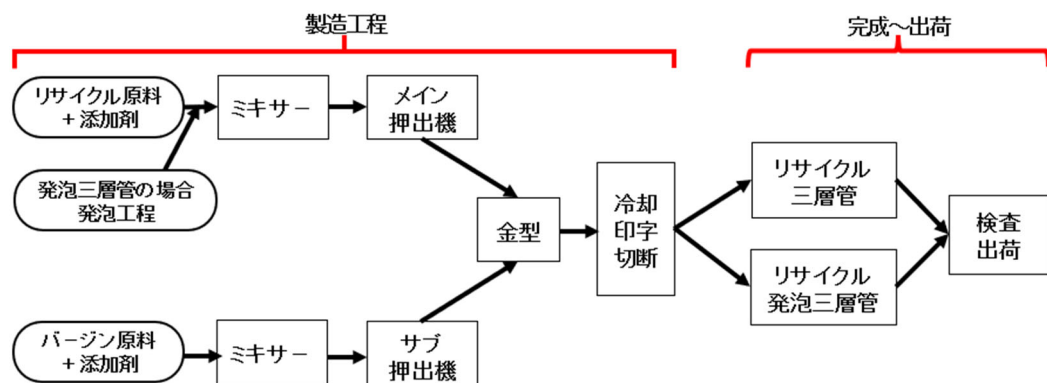 製造工程
完成～出荷
リサイクル原料
＋添加剤
ミキサー
メイン
押出機
発泡三層管の場合
発泡工程
金型
冷却
印字
切断
リサイクル
三層管
リサイクル
発泡三層管
検査
出荷
バージン原料
＋添加剤
ミキサー
サブ
押出機